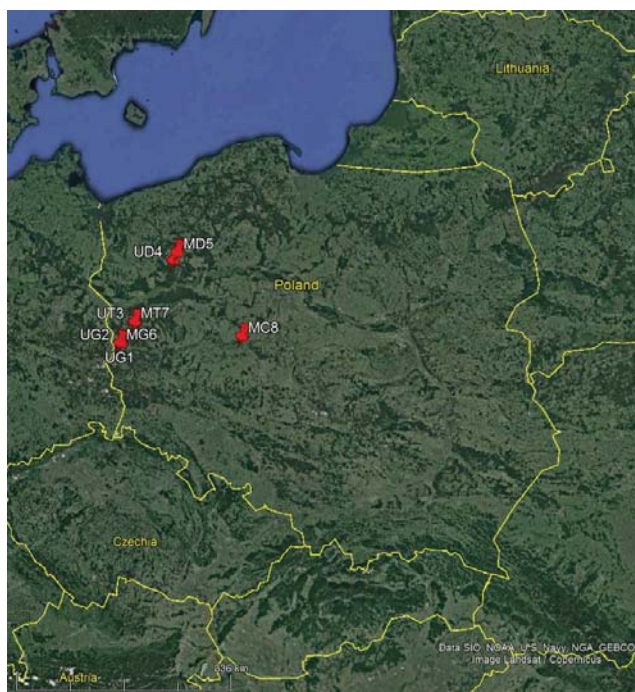 Lithuania
UD4 MD5
Poland
UT3 MT7
UG2 MG6 MC8
UG1
Czechia
Data SIO, NOAA, U.S. Navy, NGA, GEBCO
Image Landsat / Copernicus
Austria